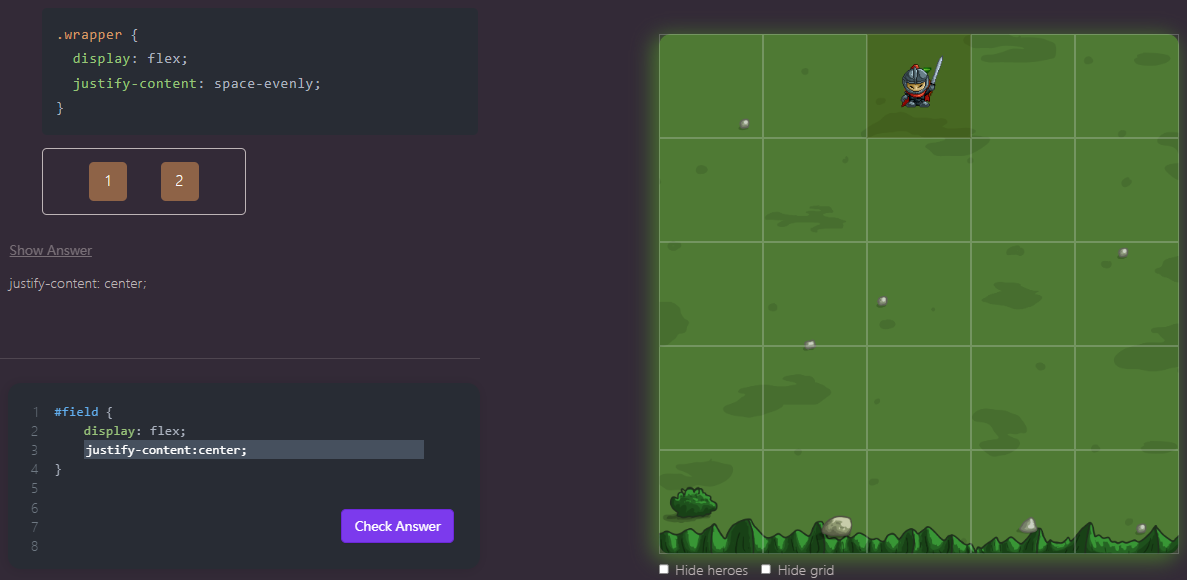 .wrapper {
display: flex;
justify-content: space-evenly;
}
1 2
Show Answer
justify-content: center;
1 #field {
2 display: flex;
3 justify-content:center;
4 }
5
6
7
8
Check Answer
Hide heroes Hide grid